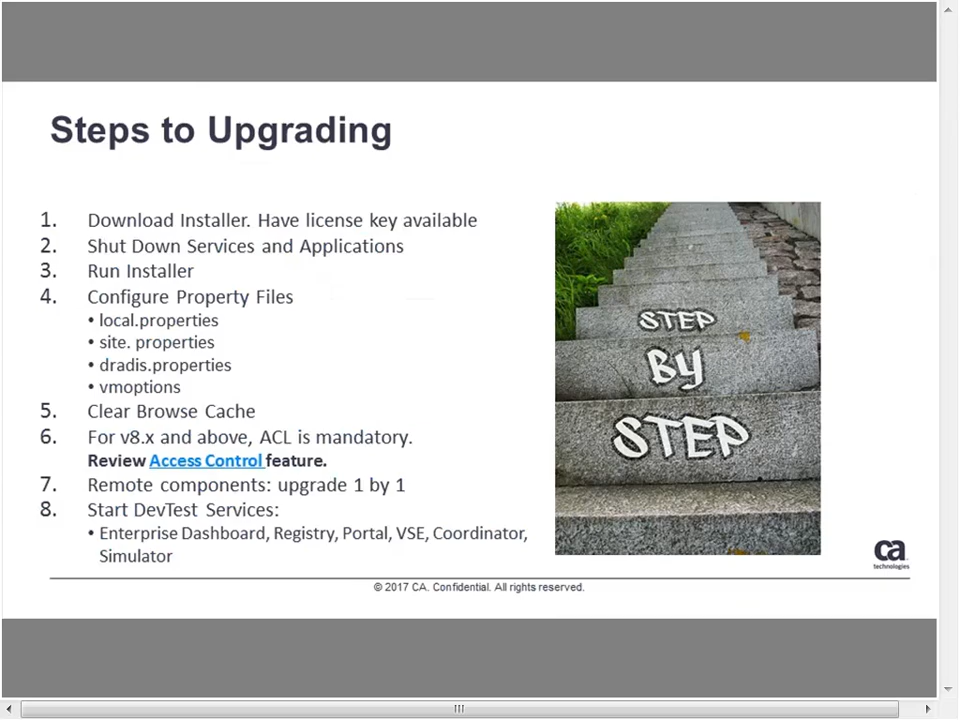 Steps to Upgrading
1. Download Installer. Have license key available
2. Shut Down Services and Applications
3. Run Installer
4. Configure Property Files
• local.properties
• site. properties
• dradis.properties
• vmoptions
5. Clear Browse Cache
6. For v8.x and above, ACL is mandatory.
Review Access Control feature.
7. Remote components: upgrade 1 by 1
8. Start DevTest Services:
• Enterprise Dashboard, Registry, Portal, VSE, Coordinator,
Simulator
STEP
BY
STEP
ca
technologies
© 2017 CA. Confidential. All rights reserved.